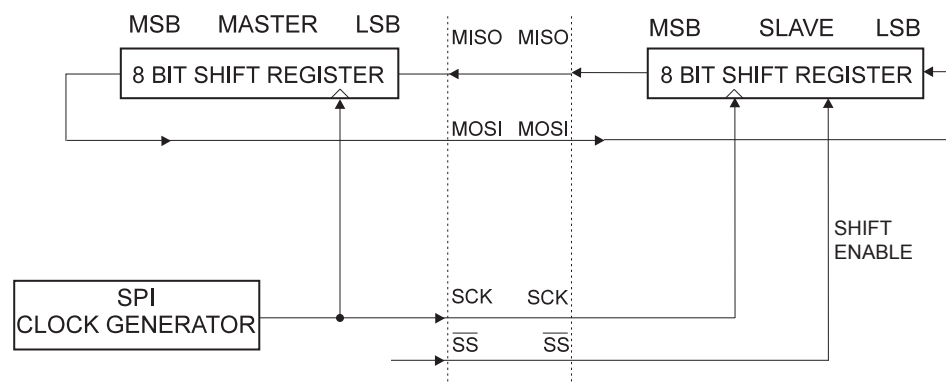 MSB MASTER LSB
MISO MISO
MSB SLAVE LSB
8 BIT SHIFT REGISTER
8 BIT SHIFT REGISTER
MOSI MOSI
SHIFT
ENABLE
SPI
CLOCK GENERATOR
SCK SCK
SS SS